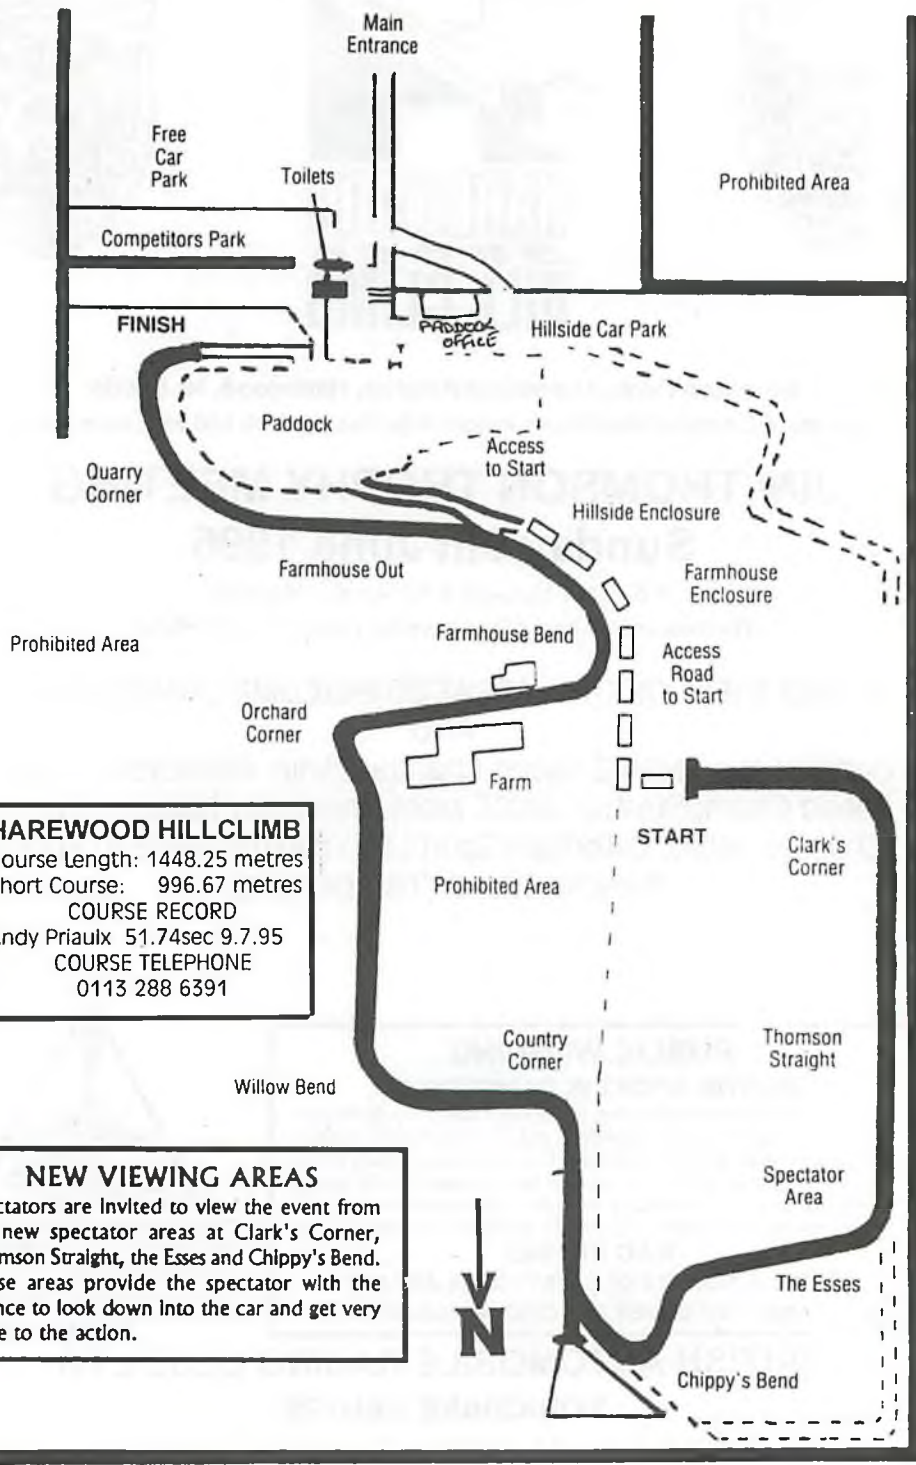 Main
Entrance
Free
Car
Park
Toilets
Prohibited Area
Competitors Park
FINISH
PADDOCK
OFFICE
Hillside Car Park
Paddock
Access
to Start
Quarry
Corner
Hillside Enclosure
Farmhouse Out
Farmhouse
Enclosure
Prohibited Area
Farmhouse Bend
Access
Road
to Start
Orchard
Corner
Farm
START
Clark's
Corner
HAREWOOD HILLCLIMB
ourse Length: 1448.25 metres
hort Course: 996.67 metres
COURSE RECORD
ndy Priaulx 51.74sec 9.7.95
COURSE TELEPHONE
0113 288 6391
Prohibited Area
Country
Corner
Thomson
Straight
Willow Bend
Spectator
Area
NEW VIEWING AREAS
ctators are invited to view the event from
new spectator areas at Clark's Corner,
mson Straight, the Esses and Chippy's Bend.
se areas provide the spectator with the
nce to look down into the car and get very
e to the action.
N
The Esses
Chippy's Bend